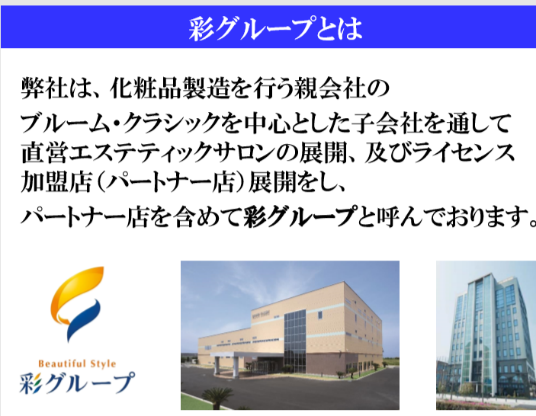 彩グループとは
弊社は、化粧品製造を行う親会社の
ブルーム・クラシックを中心とした子会社を通して
直営エステティックサロンの展開、及びライセンス
加盟店（パートナー店）展開をし、
パートナー店を含めて彩グループと呼んでおります。
Beautiful Style
彩グループ